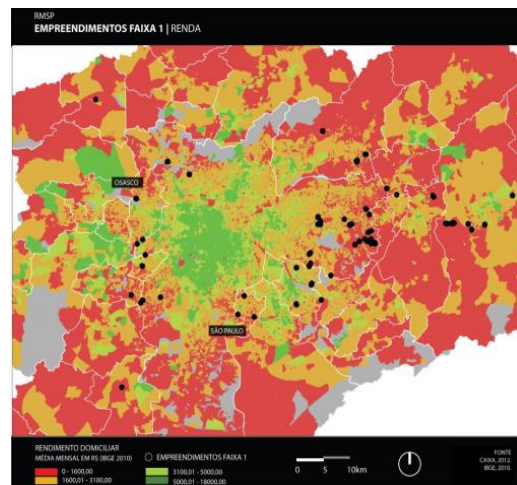 RMSP
EMPREENDIMENTOS FAIXA 1 | RENDA
OSASCO
SÃO PAULO
RENDIMENTO DOMICILIAR
MÉDIA MENSAL EM R$ (IBGE 2010)
0 - 1600,00
1600,01 - 3100,00
3100,01 - 5000,00
5000,01 - 18000,00
EMPREENDIMENTOS FAIXA 1
0 5 10km
FONTE
CAIXA, 2012.
IBGE, 2010.